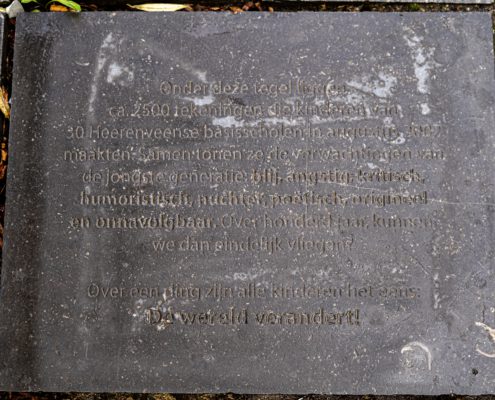 Onder deze tegel liggen
ca. 2500 tekeningen die kinderen van
30 Heerenveense basisscholen in augustus 2002
maakten. Samen tonen ze de verwachtingen van
de jongste generatie: blij, angstig, kritisch,
humoristisch, nuchter, poëtisch, origineel
en onnavolgbaar. Over honderd jaar, kunnen
we dan eindelijk vliegen?
Over een ding zijn alle kinderen het eens:
De wereld verandert!